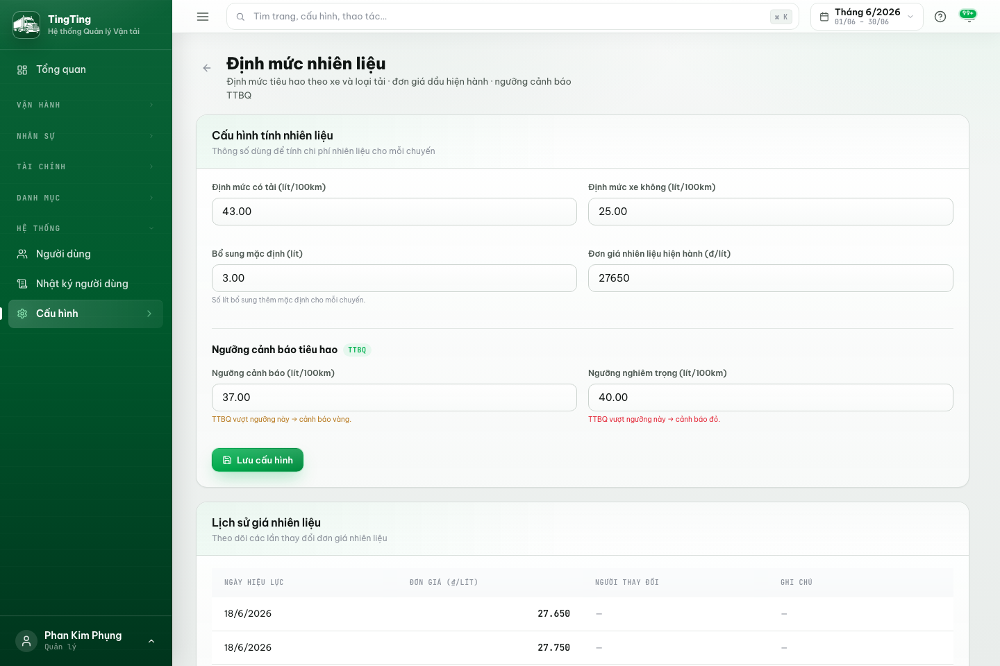 TingTing
Hệ thống Quản lý Vận tải
Tổng quan
VẬN HÀNH
NHÂN SỰ
TÀI CHÍNH
DANH MỤC
HỆ THỐNG
Người dùng
Nhật ký người dùng
Cấu hình
Phan Kim Phụng
Quản lý
Tìm trang, cấu hình, thao tác...
⌘ K
Tháng 6/2026
01/06 – 30/06
99+
Định mức nhiên liệu
Định mức tiêu hao theo xe và loại tải · đơn giá dầu hiện hành · ngưỡng cảnh báo
TTBQ
Cấu hình tính nhiên liệu
Thông số dùng để tính chi phí nhiên liệu cho mỗi chuyến
Định mức có tải (lít/100km)
Định mức xe không (lít/100km)
43.00
25.00
Bổ sung mặc định (lít)
Đơn giá nhiên liệu hiện hành (đ/lít)
3.00
27650
Số lít bổ sung thêm mặc định cho mỗi chuyến.
Ngưỡng cảnh báo tiêu hao TTBQ
Ngưỡng cảnh báo (lít/100km)
Ngưỡng nghiêm trọng (lít/100km)
37.00
40.00
TTBQ vượt ngưỡng này → cảnh báo vàng.
TTBQ vượt ngưỡng này → cảnh báo đỏ.
Lưu cấu hình
Lịch sử giá nhiên liệu
Theo dõi các lần thay đổi đơn giá nhiên liệu
NGÀY HIỆU LỰC ĐƠN GIÁ (₫/LÍT) NGƯỜI THAY ĐỔI GHI CHÚ
18/6/2026 27.650 — —
18/6/2026 27.750 — —